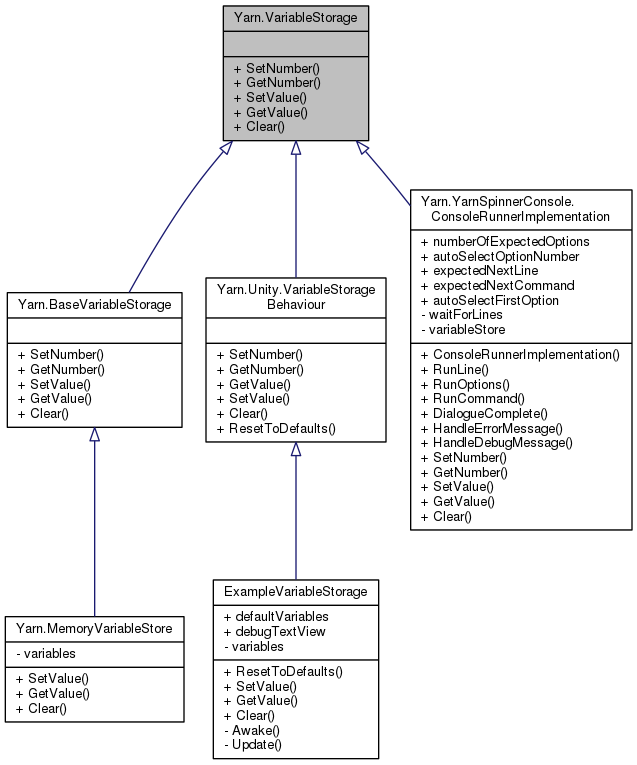 Yarn.VariableStorage
+ SetNumber()
+ GetNumber()
+ SetValue()
+ GetValue()
+ Clear()
Yarn.BaseVariableStorage
+ SetNumber()
+ GetNumber()
+ SetValue()
+ GetValue()
+ Clear()
Yarn.Unity.VariableStorage
Behaviour
+ SetNumber()
+ GetNumber()
+ GetValue()
+ SetValue()
+ Clear()
+ ResetToDefaults()
Yarn.YarnSpinnerConsole.
ConsoleRunnerImplementation
+ numberOfExpectedOptions
+ autoSelectOptionNumber
+ expectedNextLine
+ expectedNextCommand
+ autoSelectFirstOption
- waitForLines
- variableStore
+ ConsoleRunnerImplementation()
+ RunLine()
+ RunOptions()
+ RunCommand()
+ DialogueComplete()
+ HandleErrorMessage()
+ HandleDebugMessage()
+ SetNumber()
+ GetNumber()
+ SetValue()
+ GetValue()
+ Clear()
Yarn.MemoryVariableStore
- variables
+ SetValue()
+ GetValue()
+ Clear()
ExampleVariableStorage
+ defaultVariables
+ debugTextView
- variables
+ ResetToDefaults()
+ SetValue()
+ GetValue()
+ Clear()
- Awake()
- Update()